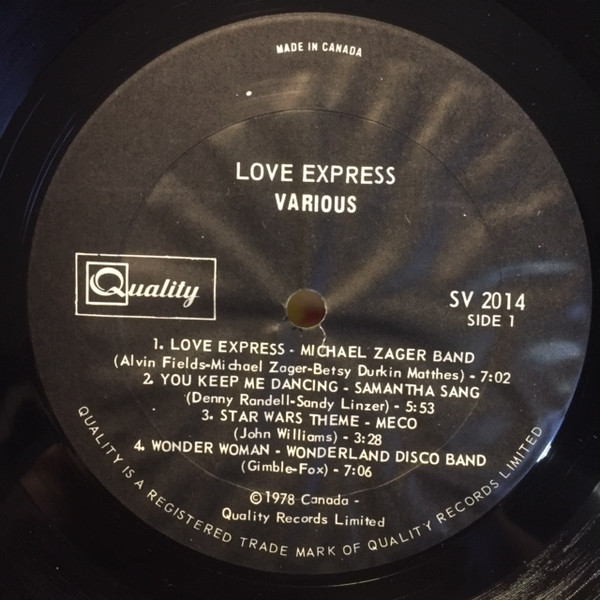 MADE IN CANADA
LOVE EXPRESS
VARIOUS
Quality
SV 2014
SIDE 1
1. LOVE EXPRESS - MICHAEL ZAGER BAND
(Alvin Fields-Michael Zager-Betsy Durkin Matthes) - 7:02
2. YOU KEEP ME DANCING - SAMANTHA SANG
(Denny Randell-Sandy Linzer) - 5:53
3. STAR WARS THEME - MECO
(John Williams) - 3:28
4. WONDER WOMAN - WONDERLAND DISCO BAND
(Gimble-Fox) - 7:06
©1978 Canada -
Quality Records Limited
QUALITY IS A REGISTERED TRADE MARK OF QUALITY RECORDS LIMITED